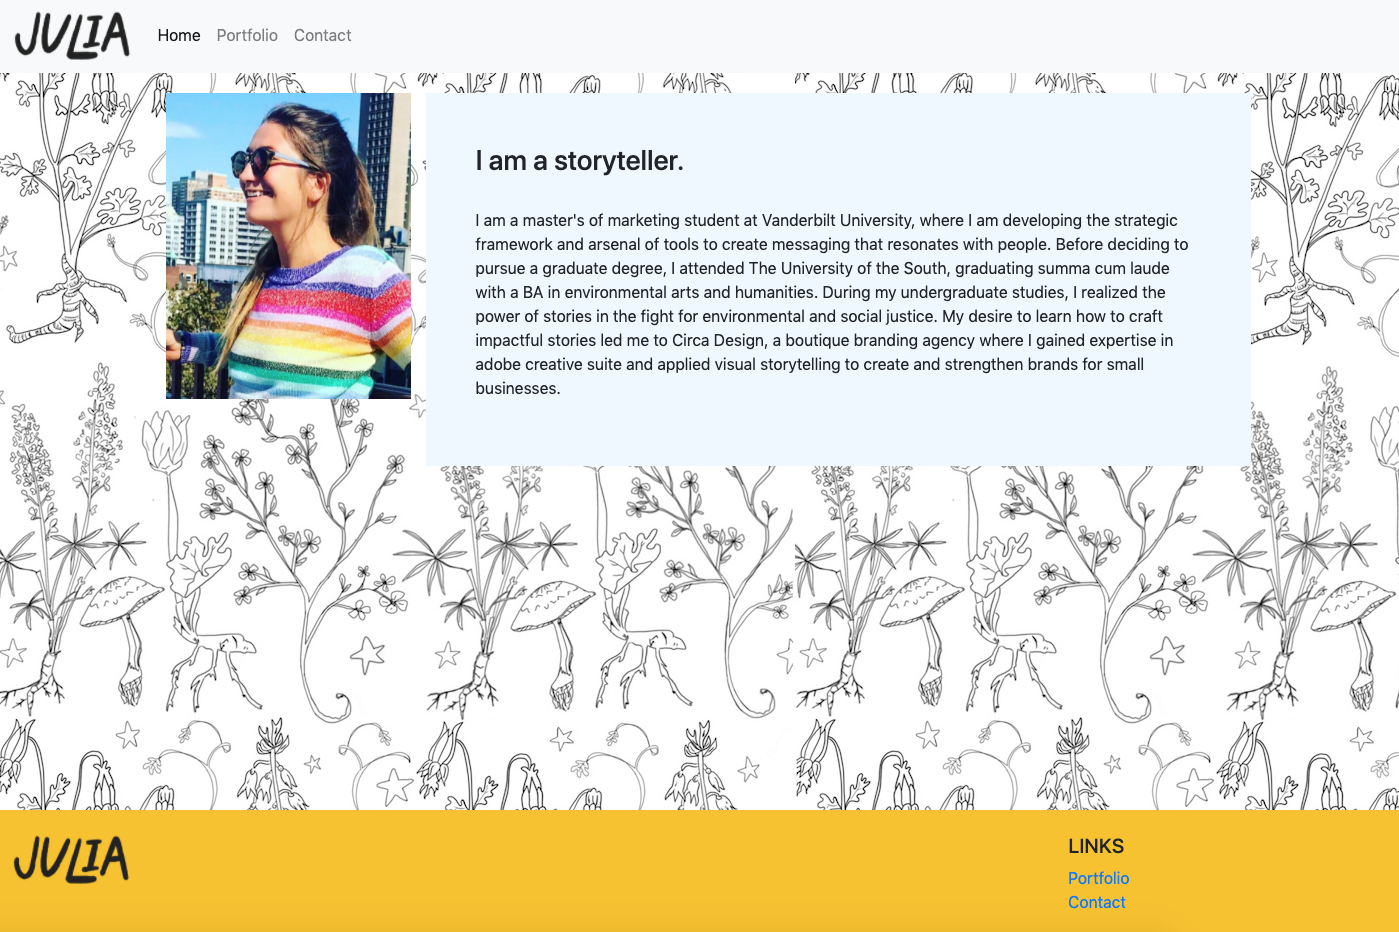 JULIA
Home Portfolio Contact
I am a storyteller.
I am a master's of marketing student at Vanderbilt University, where I am developing the strategic
framework and arsenal of tools to create messaging that resonates with people. Before deciding to
pursue a graduate degree, I attended The University of the South, graduating summa cum laude
with a BA in environmental arts and humanities. During my undergraduate studies, I realized the
power of stories in the fight for environmental and social justice. My desire to learn how to craft
impactful stories led me to Circa Design, a boutique branding agency where I gained expertise in
adobe creative suite and applied visual storytelling to create and strengthen brands for small
businesses.
JULIA
LINKS
Portfolio
Contact